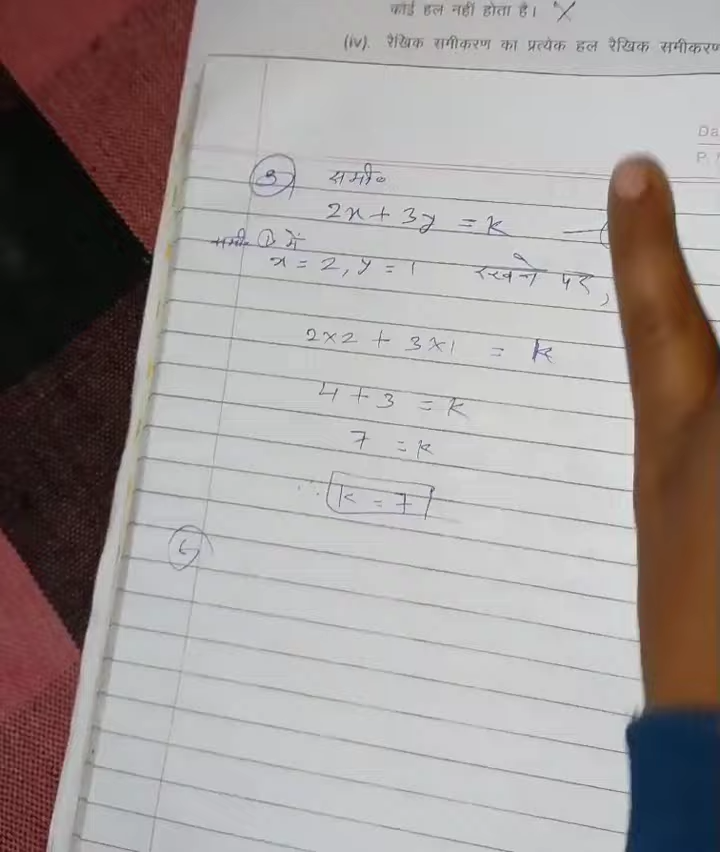 कोई हल नहीं होता है। X
(iv). रैखिक समीकरण का प्रत्येक हल रैखिक समीकरण
Da
P.
3 समी०
2x + 3y = k —(
समी० ① में
x = 2, y = 1 रखने पर,
2×2 + 3×1 = k
4 + 3 = k
7 = k
∴ k = 7